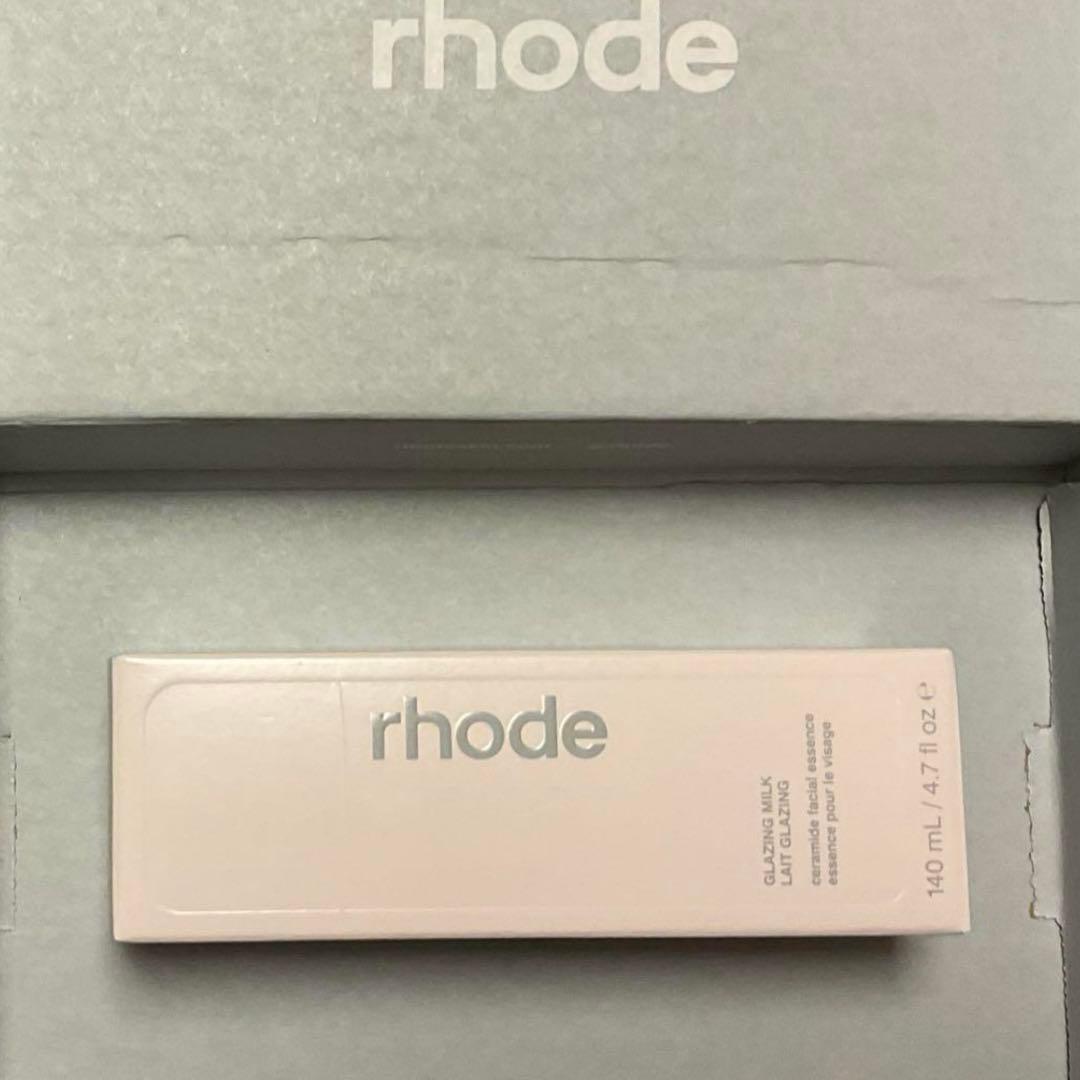 rhode
rhode
GLAZING MILK
LAIT GLAZING
ceramide facial essence
essence pour le visage
140 mL / 4.7 fl oz ℮